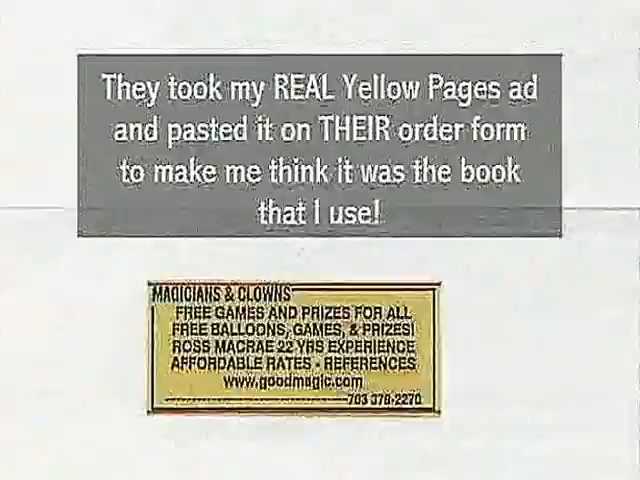 They took my REAL Yellow Pages ad
and pasted it on THEIR order form
to make me think it was the book
that I use!
MAGICIANS & CLOWNS
FREE GAMES AND PRIZES FOR ALL
FREE BALLOONS, GAMES, & PRIZES!
ROSS MACRAE 22 YRS EXPERIENCE
AFFORDABLE RATES - REFERENCES
www.goodmagic.com
703 378-2270